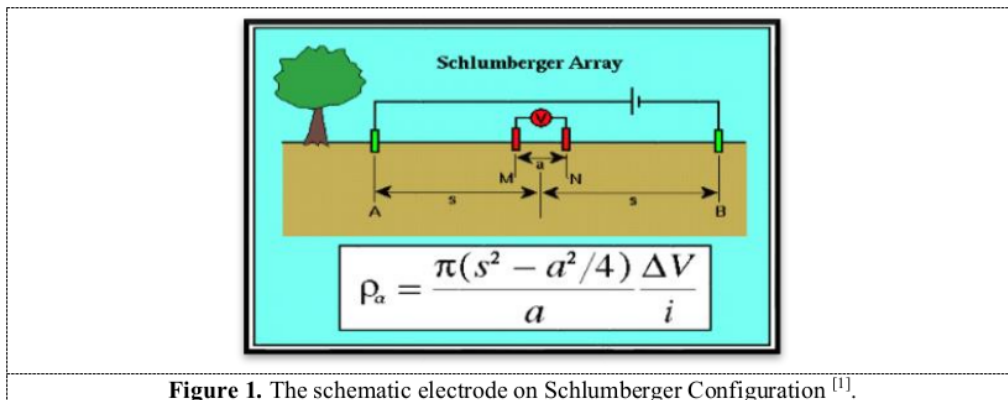 Schlumberger Array
V
a
M N
s s
A B
ρₐ = π(s² − a²/4) / a ΔV / i
Figure 1. The schematic electrode on Schlumberger Configuration [1].